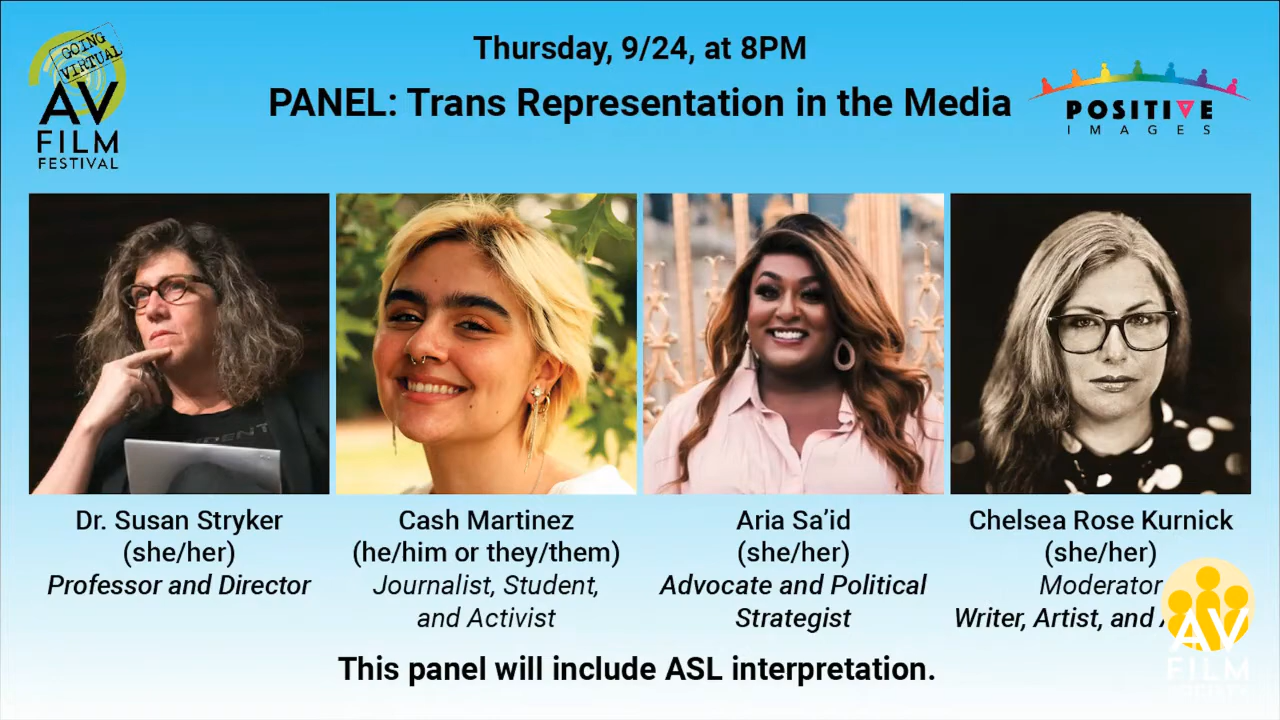 GOING
VIRTUAL
AV
FILM
FESTIVAL
Thursday, 9/24, at 8PM
PANEL: Trans Representation in the Media
POSITIVE
IMAGES
Dr. Susan Stryker
(she/her)
Professor and Director
Cash Martinez
(he/him or they/them)
Journalist, Student,
and Activist
Aria Sa’id
(she/her)
Advocate and Political
Strategist
Chelsea Rose Kurnick
(she/her)
Moderator
Writer, Artist, and
AV
FILM
SOCIETY
This panel will include ASL interpretation.